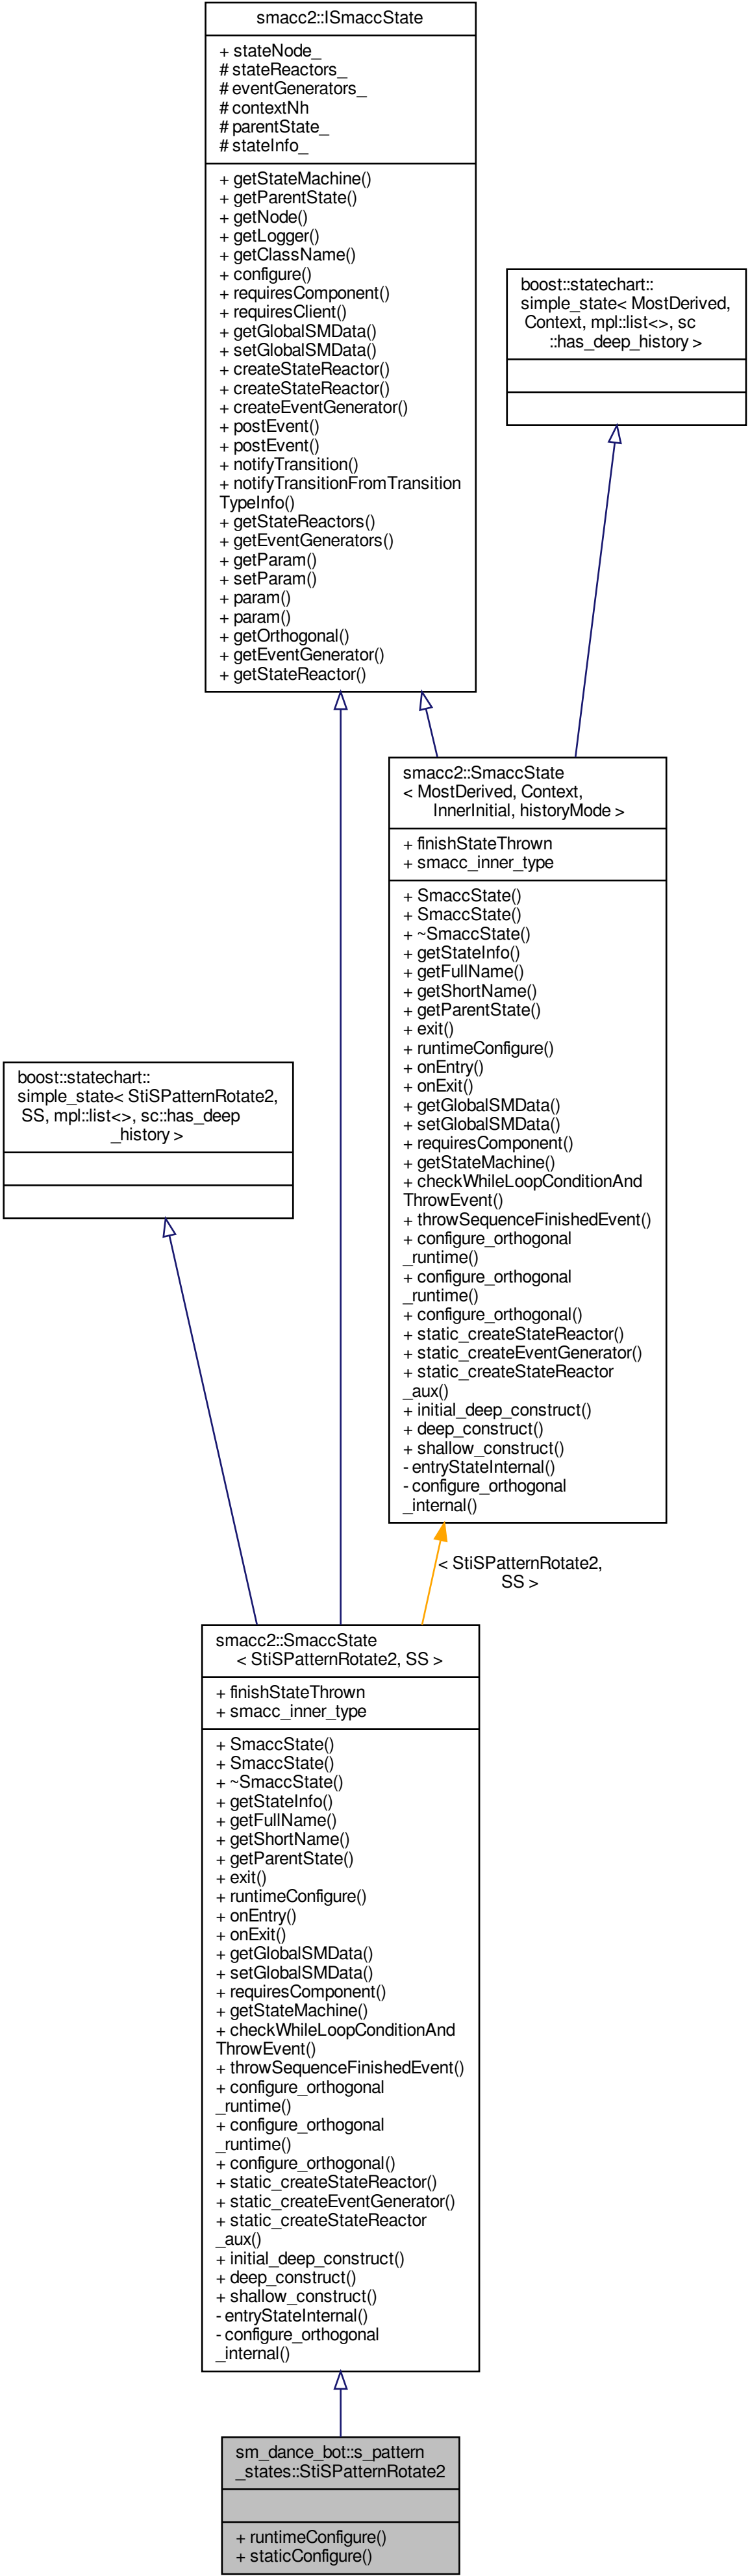 smacc2::ISmaccState
+ stateNode_
# stateReactors_
# eventGenerators_
# contextNh
# parentState_
# stateInfo_
+ getStateMachine()
+ getParentState()
+ getNode()
+ getLogger()
+ getClassName()
+ configure()
+ requiresComponent()
+ requiresClient()
+ getGlobalSMData()
+ setGlobalSMData()
+ createStateReactor()
+ createStateReactor()
+ createEventGenerator()
+ postEvent()
+ postEvent()
+ notifyTransition()
+ notifyTransitionFromTransition
TypeInfo()
+ getStateReactors()
+ getEventGenerators()
+ getParam()
+ setParam()
+ param()
+ param()
+ getOrthogonal()
+ getEventGenerator()
+ getStateReactor()
boost::statechart::
simple_state< MostDerived,
Context, mpl::list<>, sc
::has_deep_history >
smacc2::SmaccState
< MostDerived, Context,
InnerInitial, historyMode >
+ finishStateThrown
+ smacc_inner_type
+ SmaccState()
+ SmaccState()
+ ~SmaccState()
+ getStateInfo()
+ getFullName()
+ getShortName()
+ getParentState()
+ exit()
+ runtimeConfigure()
+ onEntry()
+ onExit()
+ getGlobalSMData()
+ setGlobalSMData()
+ requiresComponent()
+ getStateMachine()
+ checkWhileLoopConditionAnd
ThrowEvent()
+ throwSequenceFinishedEvent()
+ configure_orthogonal
_runtime()
+ configure_orthogonal
_runtime()
+ configure_orthogonal()
+ static_createStateReactor()
+ static_createEventGenerator()
+ static_createStateReactor
_aux()
+ initial_deep_construct()
+ deep_construct()
+ shallow_construct()
- entryStateInternal()
- configure_orthogonal
_internal()
boost::statechart::
simple_state< StiSPatternRotate2,
SS, mpl::list<>, sc::has_deep
_history >
< StiSPatternRotate2,
SS >
smacc2::SmaccState
< StiSPatternRotate2, SS >
+ finishStateThrown
+ smacc_inner_type
+ SmaccState()
+ SmaccState()
+ ~SmaccState()
+ getStateInfo()
+ getFullName()
+ getShortName()
+ getParentState()
+ exit()
+ runtimeConfigure()
+ onEntry()
+ onExit()
+ getGlobalSMData()
+ setGlobalSMData()
+ requiresComponent()
+ getStateMachine()
+ checkWhileLoopConditionAnd
ThrowEvent()
+ throwSequenceFinishedEvent()
+ configure_orthogonal
_runtime()
+ configure_orthogonal
_runtime()
+ configure_orthogonal()
+ static_createStateReactor()
+ static_createEventGenerator()
+ static_createStateReactor
_aux()
+ initial_deep_construct()
+ deep_construct()
+ shallow_construct()
- entryStateInternal()
- configure_orthogonal
_internal()
sm_dance_bot::s_pattern
_states::StiSPatternRotate2
+ runtimeConfigure()
+ staticConfigure()